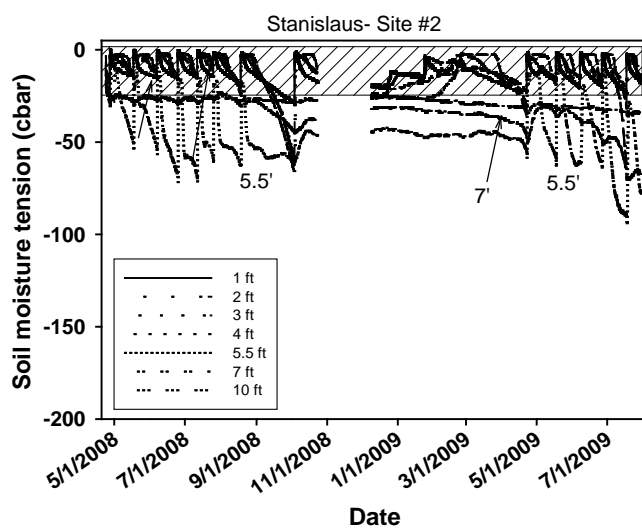 Stanislaus- Site #2
Soil moisture tension (cbar)
0
-50
-100
-150
-200
5.5'
7'
5.5'
1 ft
2 ft
3 ft
4 ft
5.5 ft
7 ft
10 ft
5/1/2008
7/1/2008
9/1/2008
11/1/2008
1/1/2009
3/1/2009
5/1/2009
7/1/2009
Date